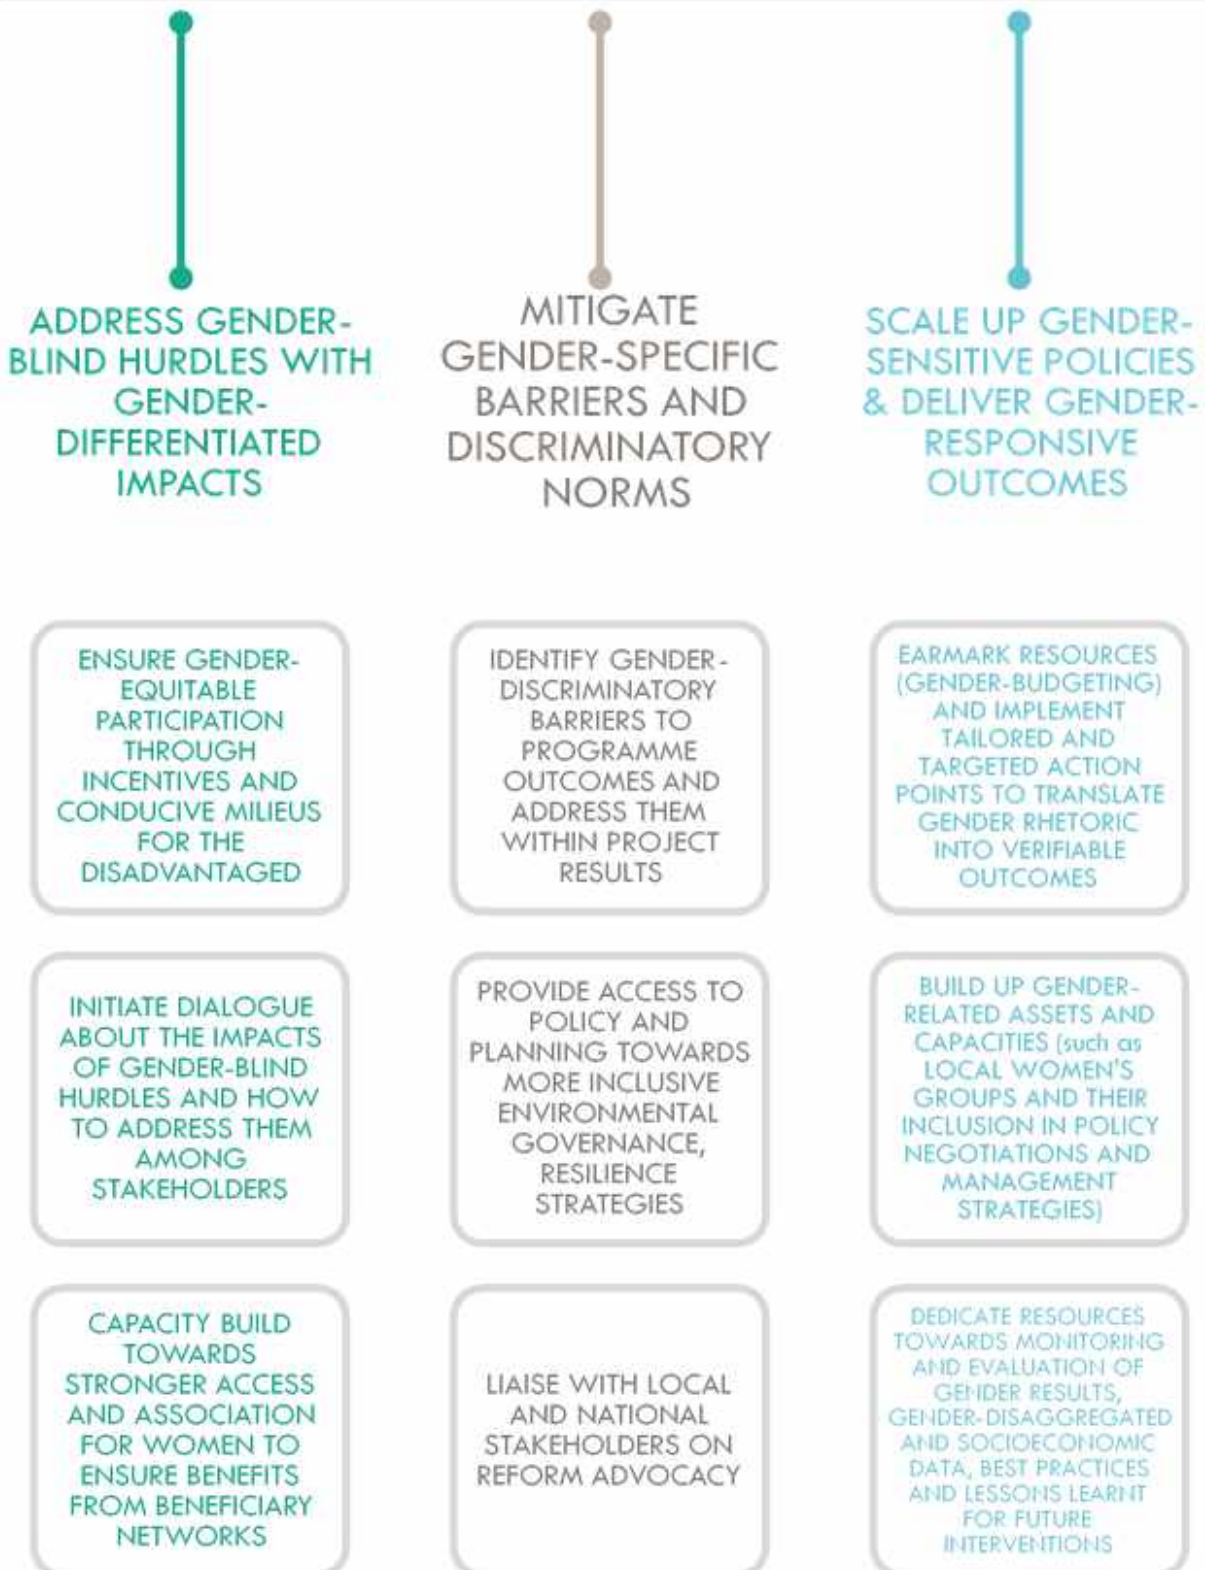 ADDRESS GENDER-
BLIND HURDLES WITH
GENDER-
DIFFERENTIATED
IMPACTS
MITIGATE
GENDER-SPECIFIC
BARRIERS AND
DISCRIMINATORY
NORMS
SCALE UP GENDER-
SENSITIVE POLICIES
& DELIVER GENDER-
RESPONSIVE
OUTCOMES
ENSURE GENDER-
EQUITABLE
PARTICIPATION
THROUGH
INCENTIVES AND
CONDUCIVE MILIEUS
FOR THE
DISADVANTAGED
IDENTIFY GENDER-
DISCRIMINATORY
BARRIERS TO
PROGRAMME
OUTCOMES AND
ADDRESS THEM
WITHIN PROJECT
RESULTS
EARMARK RESOURCES
(GENDER-BUDGETING)
AND IMPLEMENT
TAILORED AND
TARGETED ACTION
POINTS TO TRANSLATE
GENDER RHETORIC
INTO VERIFIABLE
OUTCOMES
INITIATE DIALOGUE
ABOUT THE IMPACTS
OF GENDER-BLIND
HURDLES AND HOW
TO ADDRESS THEM
AMONG
STAKEHOLDERS
PROVIDE ACCESS TO
POLICY AND
PLANNING TOWARDS
MORE INCLUSIVE
ENVIRONMENTAL
GOVERNANCE,
RESILIENCE
STRATEGIES
BUILD UP GENDER-
RELATED ASSETS AND
CAPACITIES (such as
LOCAL WOMEN'S
GROUPS AND THEIR
INCLUSION IN POLICY
NEGOTIATIONS AND
MANAGEMENT
STRATEGIES)
CAPACITY BUILD
TOWARDS
STRONGER ACCESS
AND ASSOCIATION
FOR WOMEN TO
ENSURE BENEFITS
FROM BENEFICIARY
NETWORKS
LIAISE WITH LOCAL
AND NATIONAL
STAKEHOLDERS ON
REFORM ADVOCACY
DEDICATE RESOURCES
TOWARDS MONITORING
AND EVALUATION OF
GENDER RESULTS,
GENDER-DISAGGREGATED
AND SOCIOECONOMIC
DATA, BEST PRACTICES
AND LESSONS LEARNT
FOR FUTURE
INTERVENTIONS